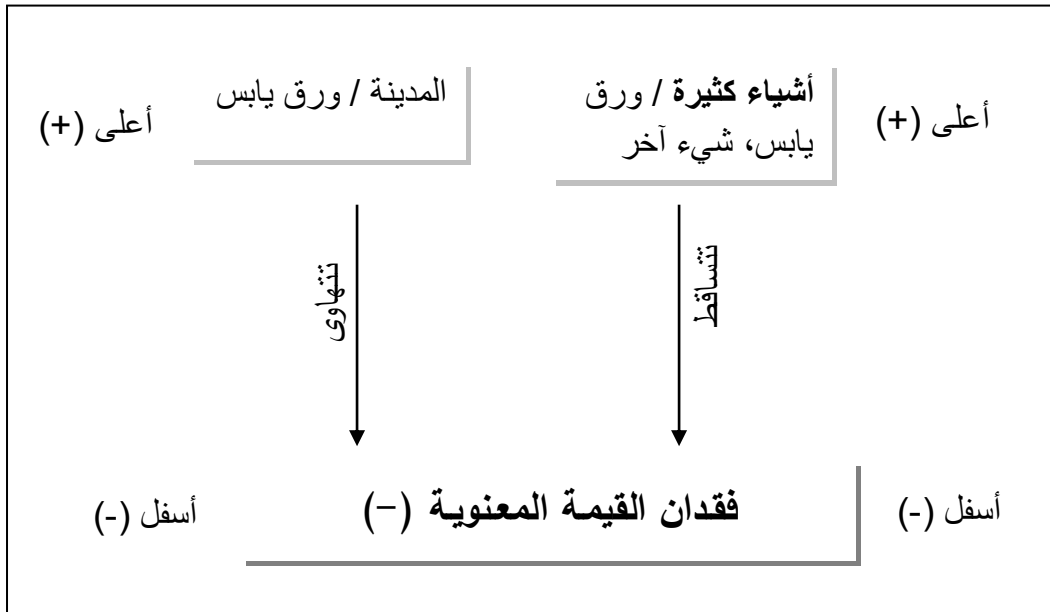 أعلى (+)
أشياء كثيرة / ورق
يابس، شيء آخر
المدينة / ورق يابس
أعلى (+)
تتساقط
تتهاوى
أسفل (-)
فقدان القيمة المعنوية (–)
أسفل (-)